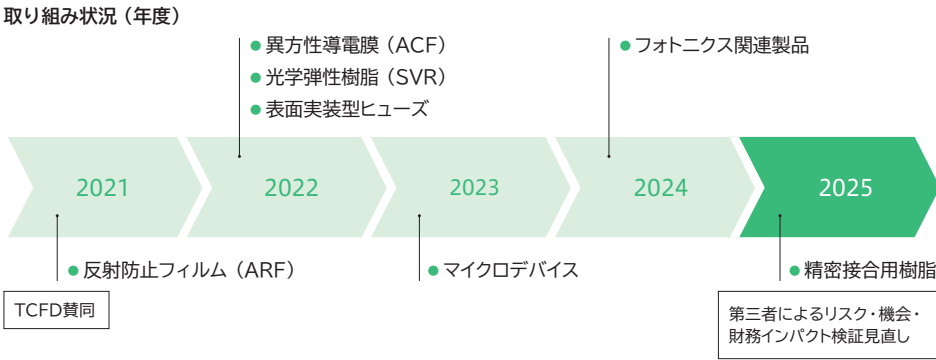 取り組み状況（年度）
● 異方性導電膜（ACF）
● 光学弾性樹脂（SVR）
● 表面実装型ヒューズ
● フォトニクス関連製品
2021
2022
2023
2024
2025
● 反射防止フィルム（ARF）
● マイクロデバイス
● 精密接合用樹脂
TCFD賛同
第三者によるリスク・機会・
財務インパクト検証見直し